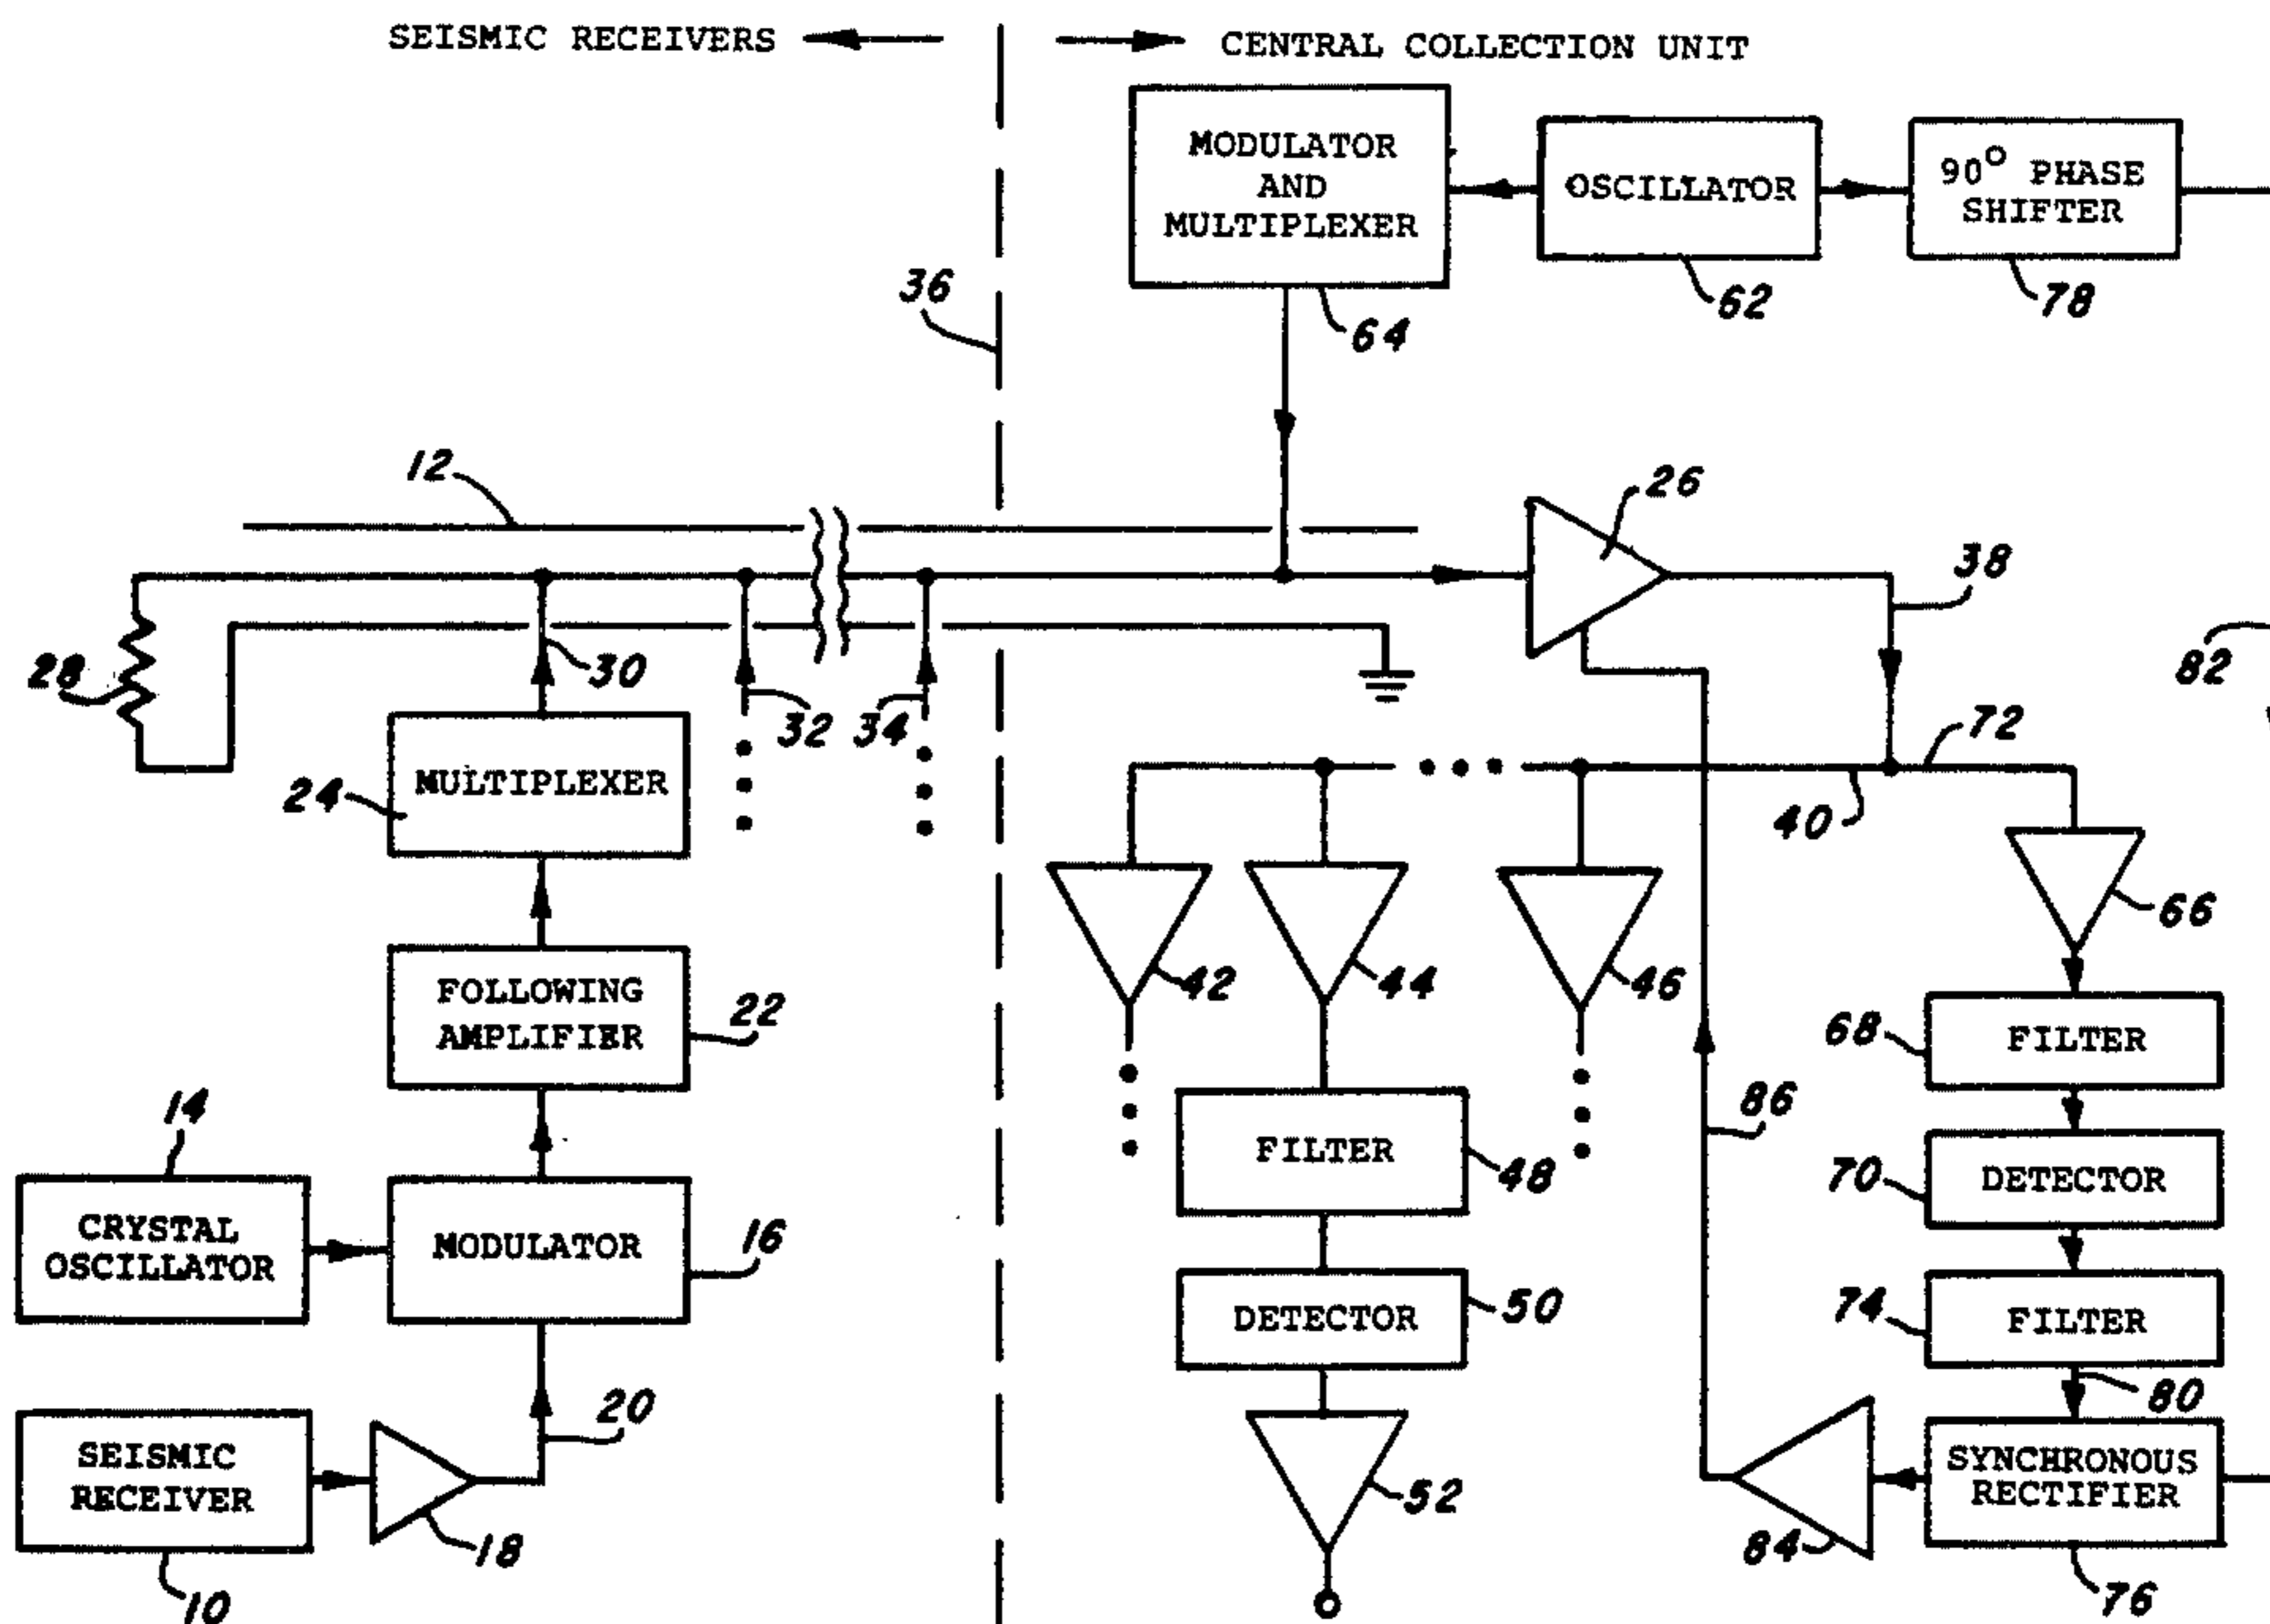 SEISMIC RECEIVERS
CENTRAL COLLECTION UNIT
MODULATOR
AND
MULTIPLEXER
64
OSCILLATOR
62
90° PHASE
SHIFTER
78
36
12
26
38
82
28
30
32
34
72
40
MULTIPLEXER
24
42
44
46
66
FOLLOWING
AMPLIFIER
22
FILTER
68
86
FILTER
48
DETECTOR
70
14
CRYSTAL
OSCILLATOR
MODULATOR
16
DETECTOR
50
FILTER
74
80
20
SEISMIC
RECEIVER
10
18
52
84
SYNCHRONOUS
RECTIFIER
76